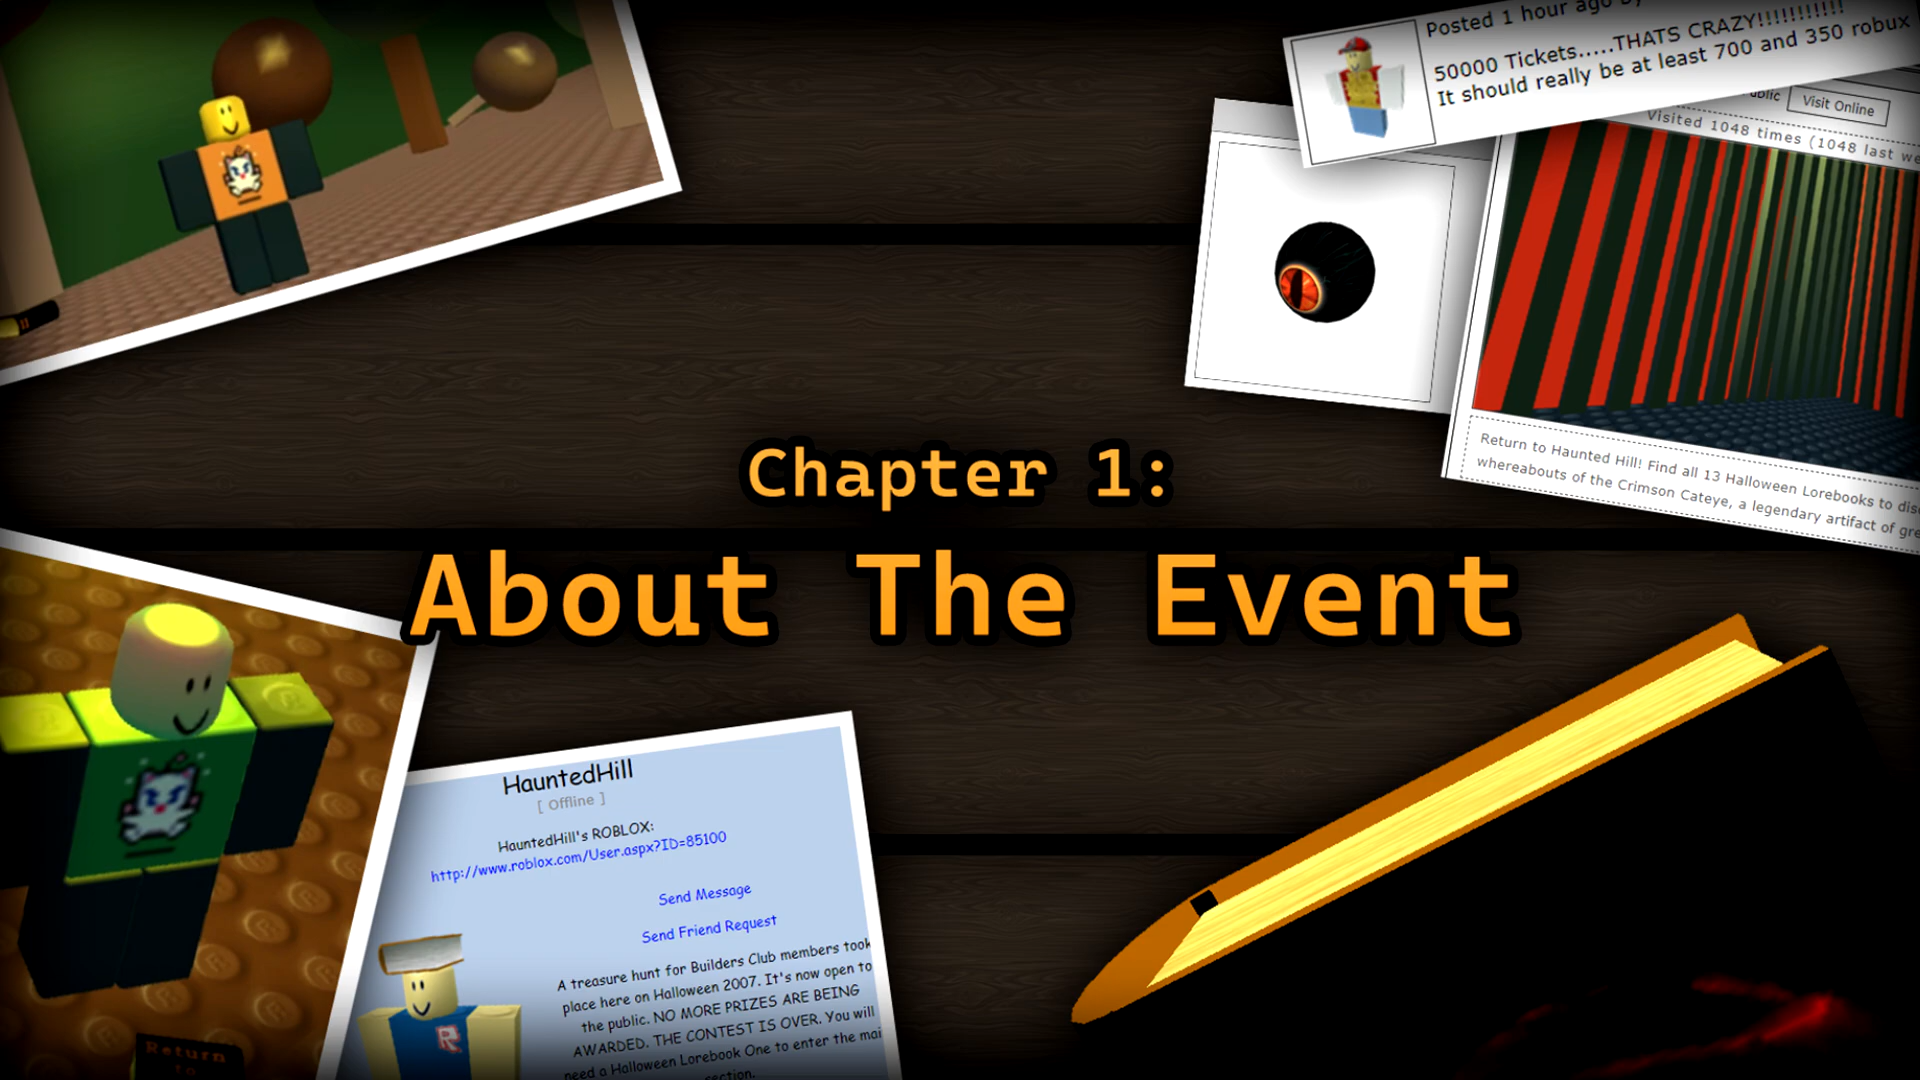 Posted 1 hour ago
50000 Tickets.....THATS CRAZY!!!!!!!!!!!
It should really be at least 700 and 350 robux
Visit Online
Visited 1048 times (1048 last we
Return to Haunted Hill! Find all 13 Halloween Lorebooks to
whereabouts of the Crimson Cateye, a legendary artifact of
Chapter 1:
About The Event
HauntedHill
[ Offline ]
HauntedHill's ROBLOX:
http://www.roblox.com/User.aspx?ID=85100
Send Message
Send Friend Request
A treasure hunt for Builders Club members took
place here on Halloween 2007. It's now open to
the public. NO MORE PRIZES ARE BEING
AWARDED. THE CONTEST IS OVER. You will
need a Halloween Lorebook One to enter the mai
section.
R
Return
to